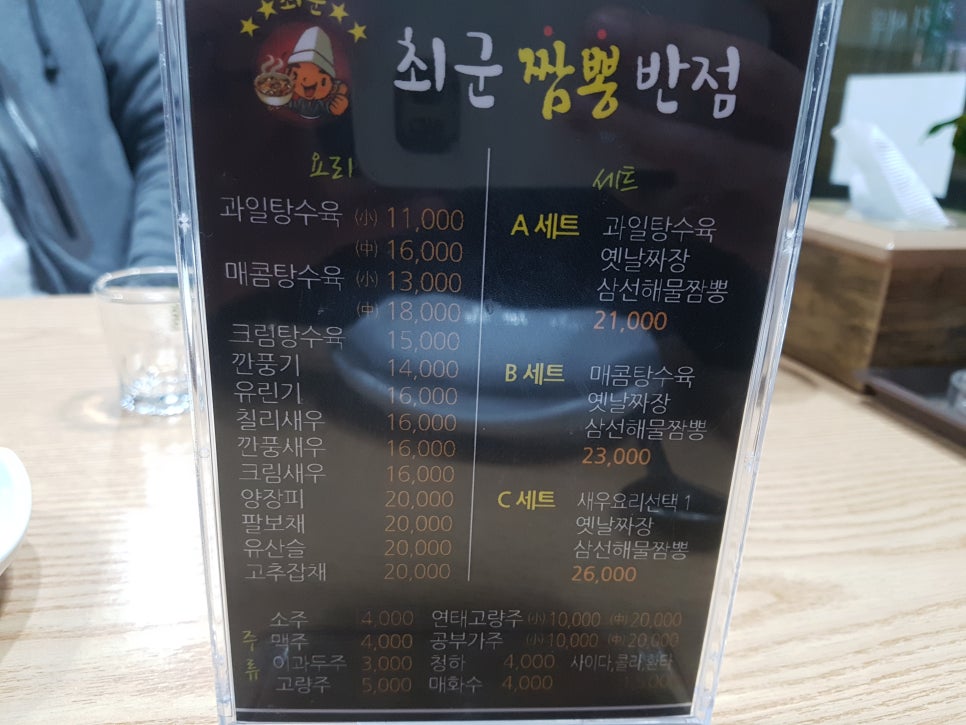 최군
최군 짬뽕 반점
요리
과일탕수육 (小) 11,000
(中) 16,000
매콤탕수육 (小) 13,000
(中) 18,000
크림탕수육 15,000
깐풍기 14,000
유린기 16,000
칠리새우 16,000
깐풍새우 16,000
크림새우 16,000
양장피 20,000
팔보채 20,000
유산슬 20,000
고추잡채 20,000
세트
A 세트 과일탕수육
옛날짜장
삼선해물짬뽕
21,000
B 세트 매콤탕수육
옛날짜장
삼선해물짬뽕
23,000
C 세트 새우요리선택 1
옛날짜장
삼선해물짬뽕
26,000
주류
소주 4,000 연태고량주 (小) 10,000 (中) 20,000
맥주 4,000 공부가주 (小) 10,000 (中) 20,000
이과두주 3,000 청하 4,000 사이다,콜라,환타
고량주 5,000 매화수 4,000